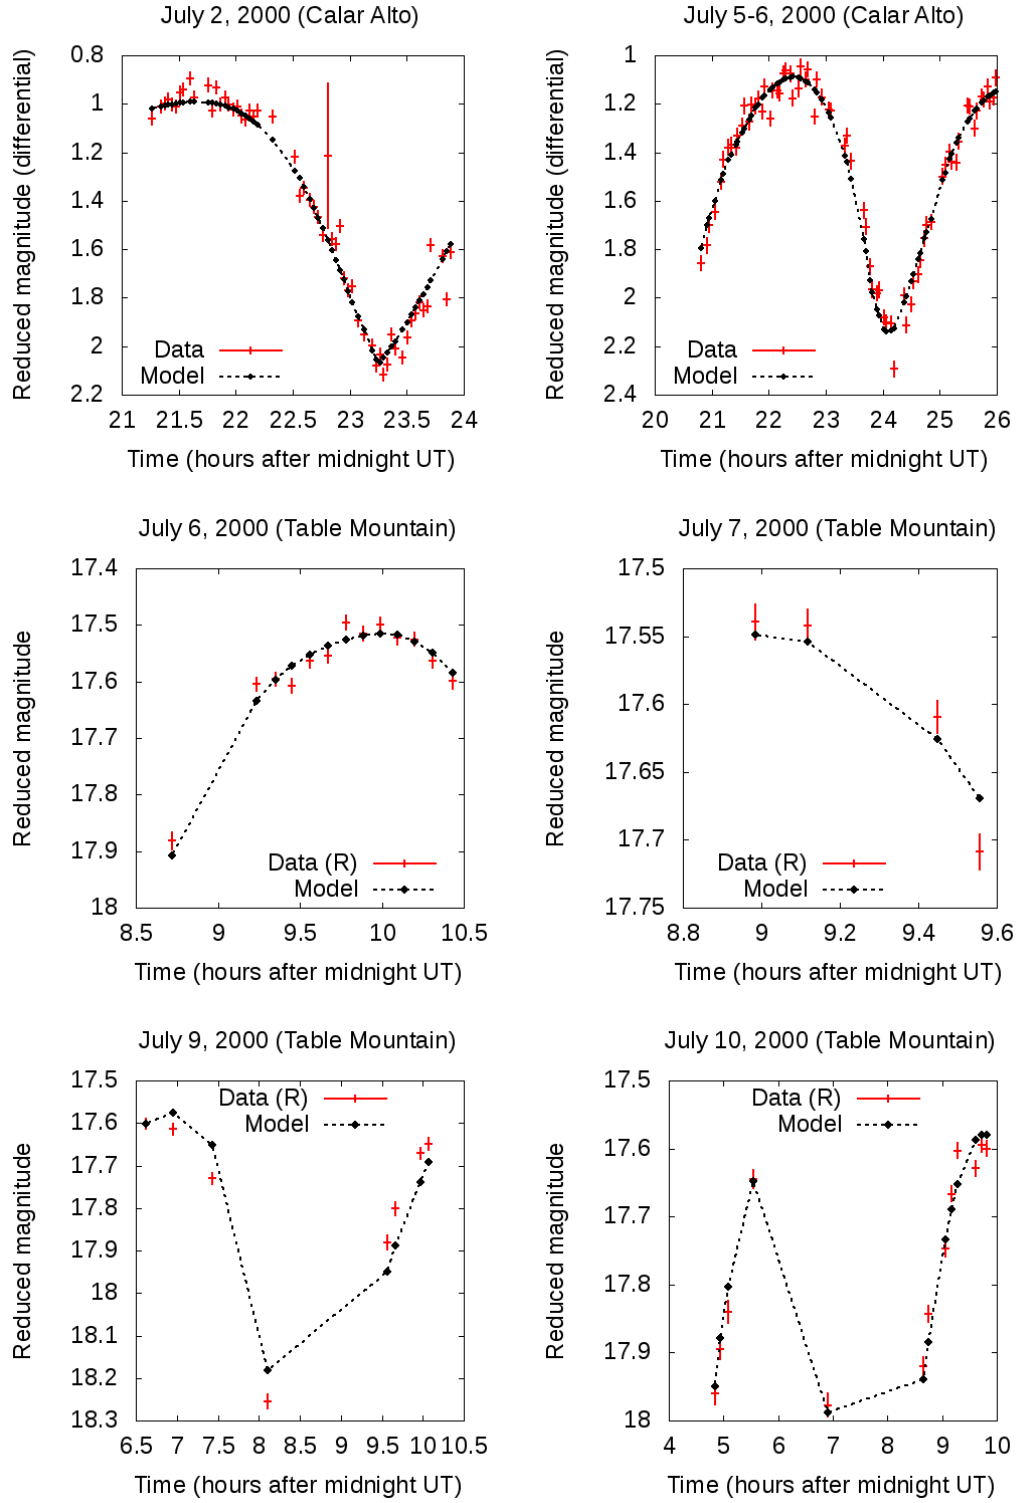 July 2, 2000 (Calar Alto)
Reduced magnitude (differential)
0.8
1
1.2
1.4
1.6
1.8
2
2.2
Data
Model
21 21.5 22 22.5 23 23.5 24
Time (hours after midnight UT)
July 5-6, 2000 (Calar Alto)
Reduced magnitude (differential)
1
1.2
1.4
1.6
1.8
2
2.2
2.4
Data
Model
20 21 22 23 24 25 26
Time (hours after midnight UT)
July 6, 2000 (Table Mountain)
Reduced magnitude
17.4
17.5
17.6
17.7
17.8
17.9
18
Data (R)
Model
8.5 9 9.5 10 10.5
Time (hours after midnight UT)
July 7, 2000 (Table Mountain)
Reduced magnitude
17.5
17.55
17.6
17.65
17.7
17.75
Data (R)
Model
8.8 9 9.2 9.4 9.6
Time (hours after midnight UT)
July 9, 2000 (Table Mountain)
Reduced magnitude
17.5
17.6
17.7
17.8
17.9
18
18.1
18.2
18.3
Data (R)
Model
6.5 7 7.5 8 8.5 9 9.5 10 10.5
Time (hours after midnight UT)
July 10, 2000 (Table Mountain)
Reduced magnitude
17.5
17.6
17.7
17.8
17.9
18
Data (R)
Model
4 5 6 7 8 9 10
Time (hours after midnight UT)